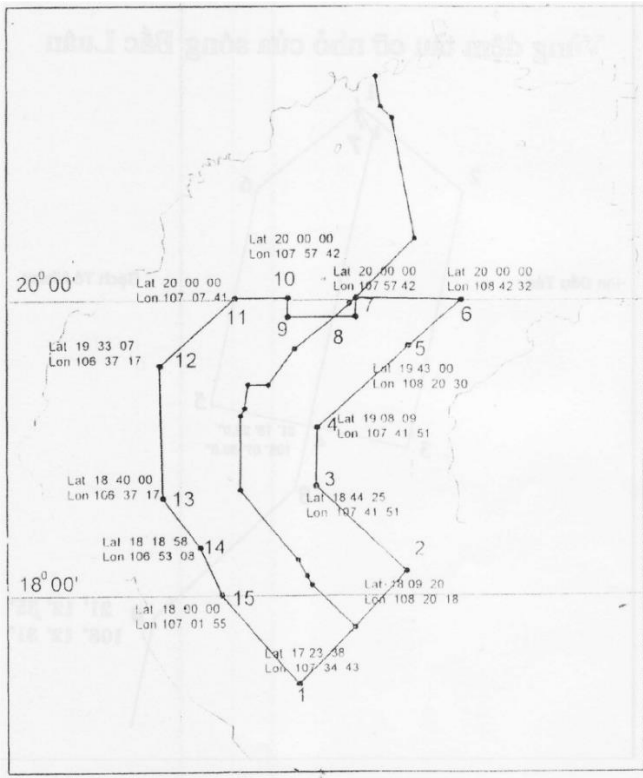 Vùng đệm tàu cỡ nhỏ cửa sông Bắc Luân
Lat 20 00 00
Lon 107 57 42
20⁰00'
Lat 20 00 00
Lon 107 07 41
10
Lat 20 00 00
Lon 107 57 42
Lat 20 00 00
Lon 108 42 32
11
9
8
7
6
Lat 19 33 07
Lon 106 37 17
12
5
Lat 19 43 00
Lon 108 20 30
4
Lat 19 08 09
Lon 107 41 51
3
Lat 18 44 25
Lon 107 41 51
Lat 18 40 00
Lon 106 37 17
13
Lat 18 18 58
Lon 106 53 08
14
2
Lat 18 09 20
Lon 108 20 18
18⁰00'
15
Lat 18 00 00
Lon 107 01 55
Lat 17 23 38
Lon 107 34 43
1